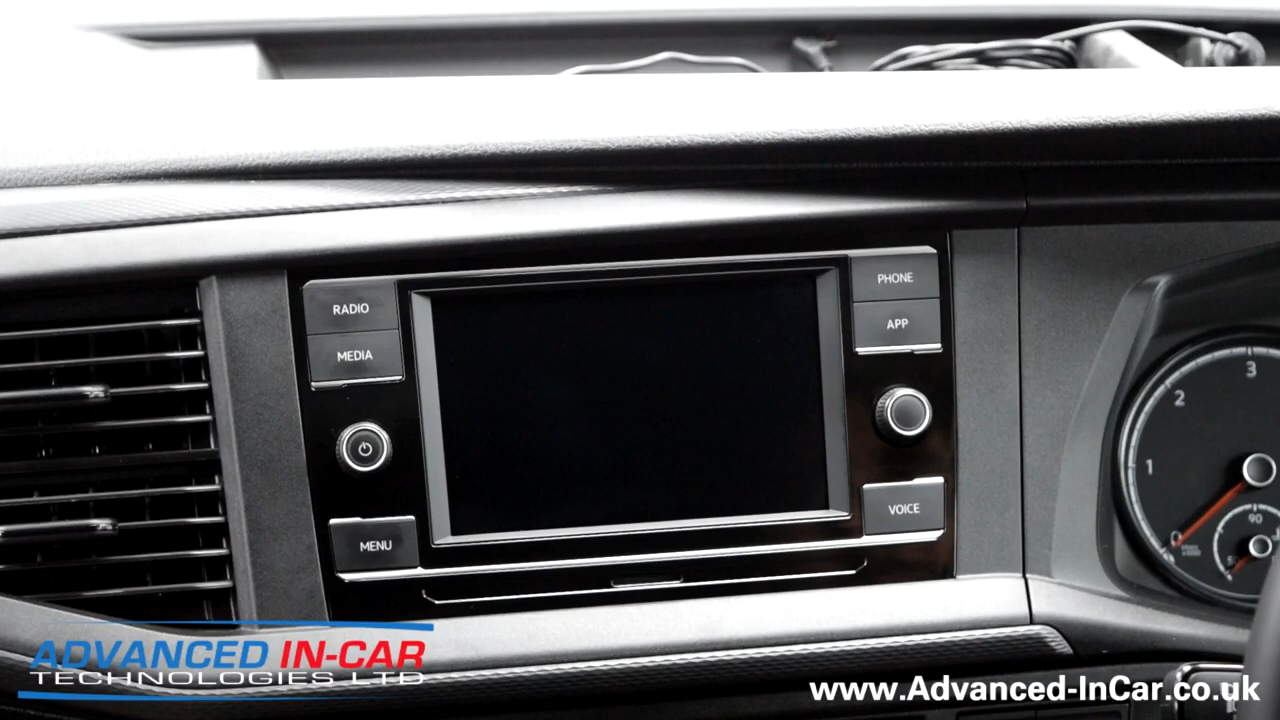 RADIO
MEDIA
MENU
PHONE
APP
VOICE
3
2
1
0
90
ADVANCED IN-CAR
TECHNOLOGIES LTD
www.Advanced-InCar.co.uk